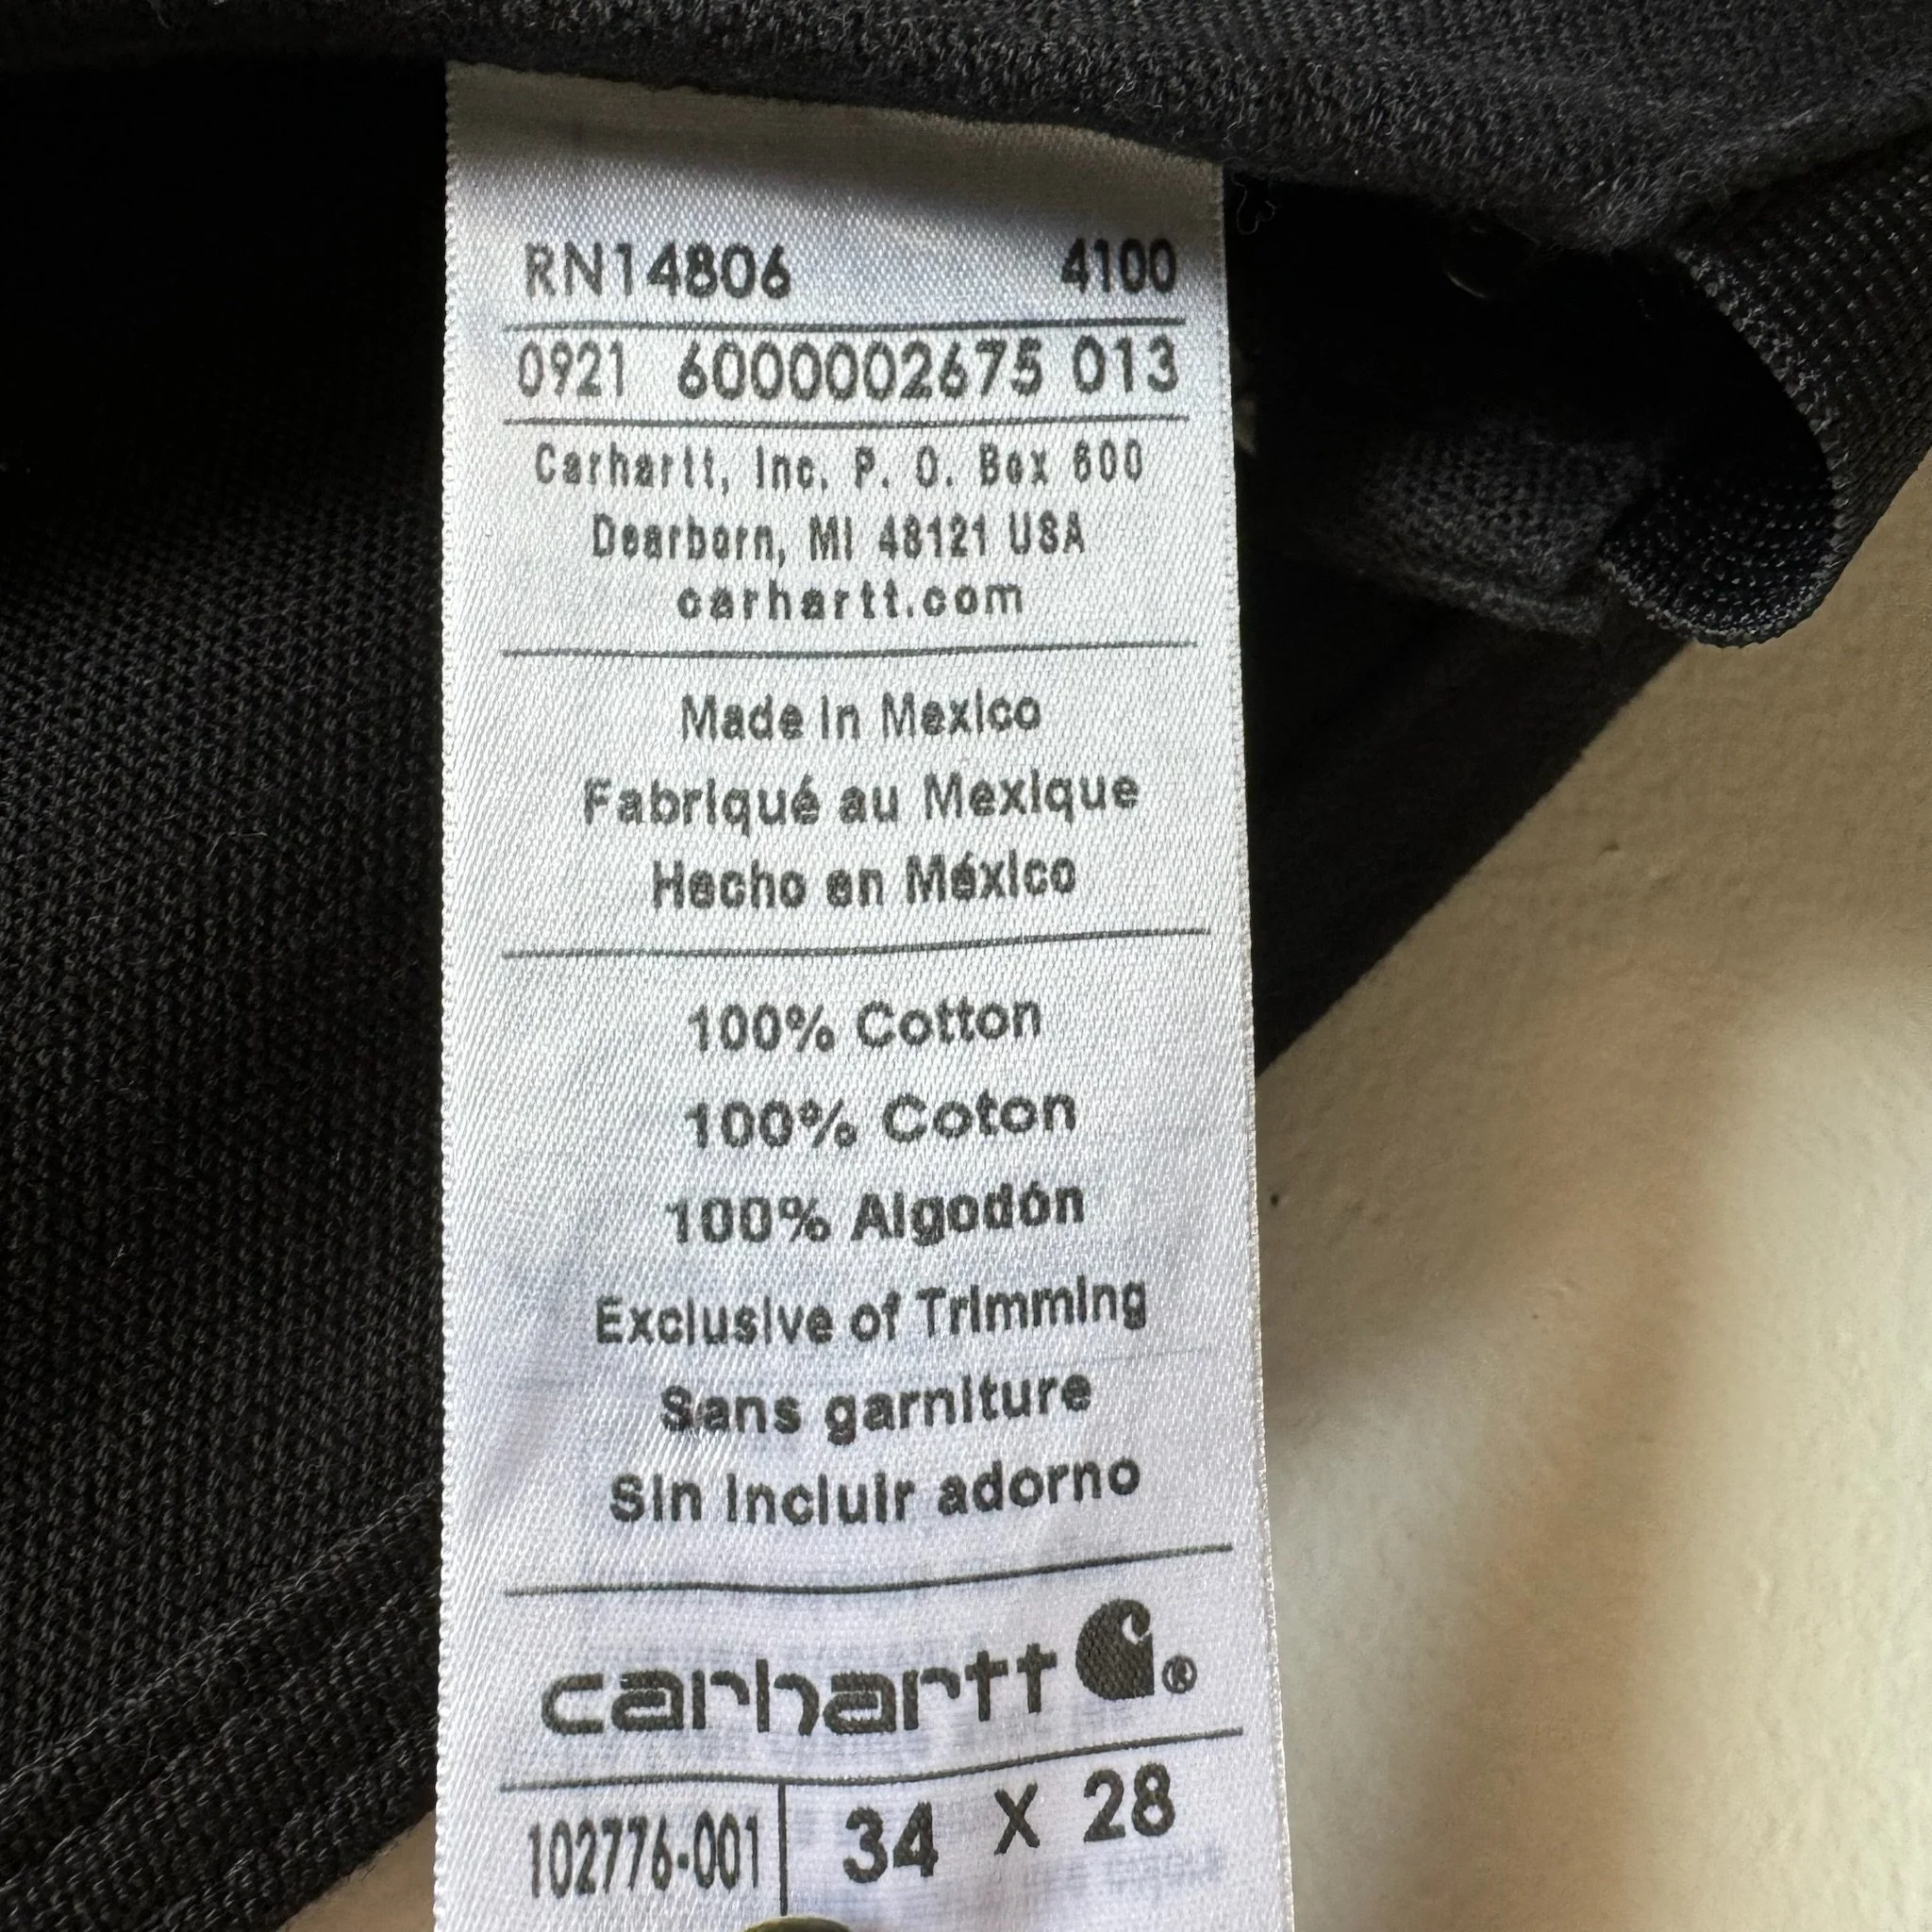 RN14806 4100
0921 6000002675 013
Carhartt, Inc. P. O. Box 600
Dearborn, MI 48121 USA
carhartt.com
Made in Mexico
Fabriqué au Mexique
Hecho en México
100% Cotton
100% Coton
100% Algodón
Exclusive of Trimming
Sans garniture
Sin incluir adorno
carhartt ®
102776-001 34 X 28